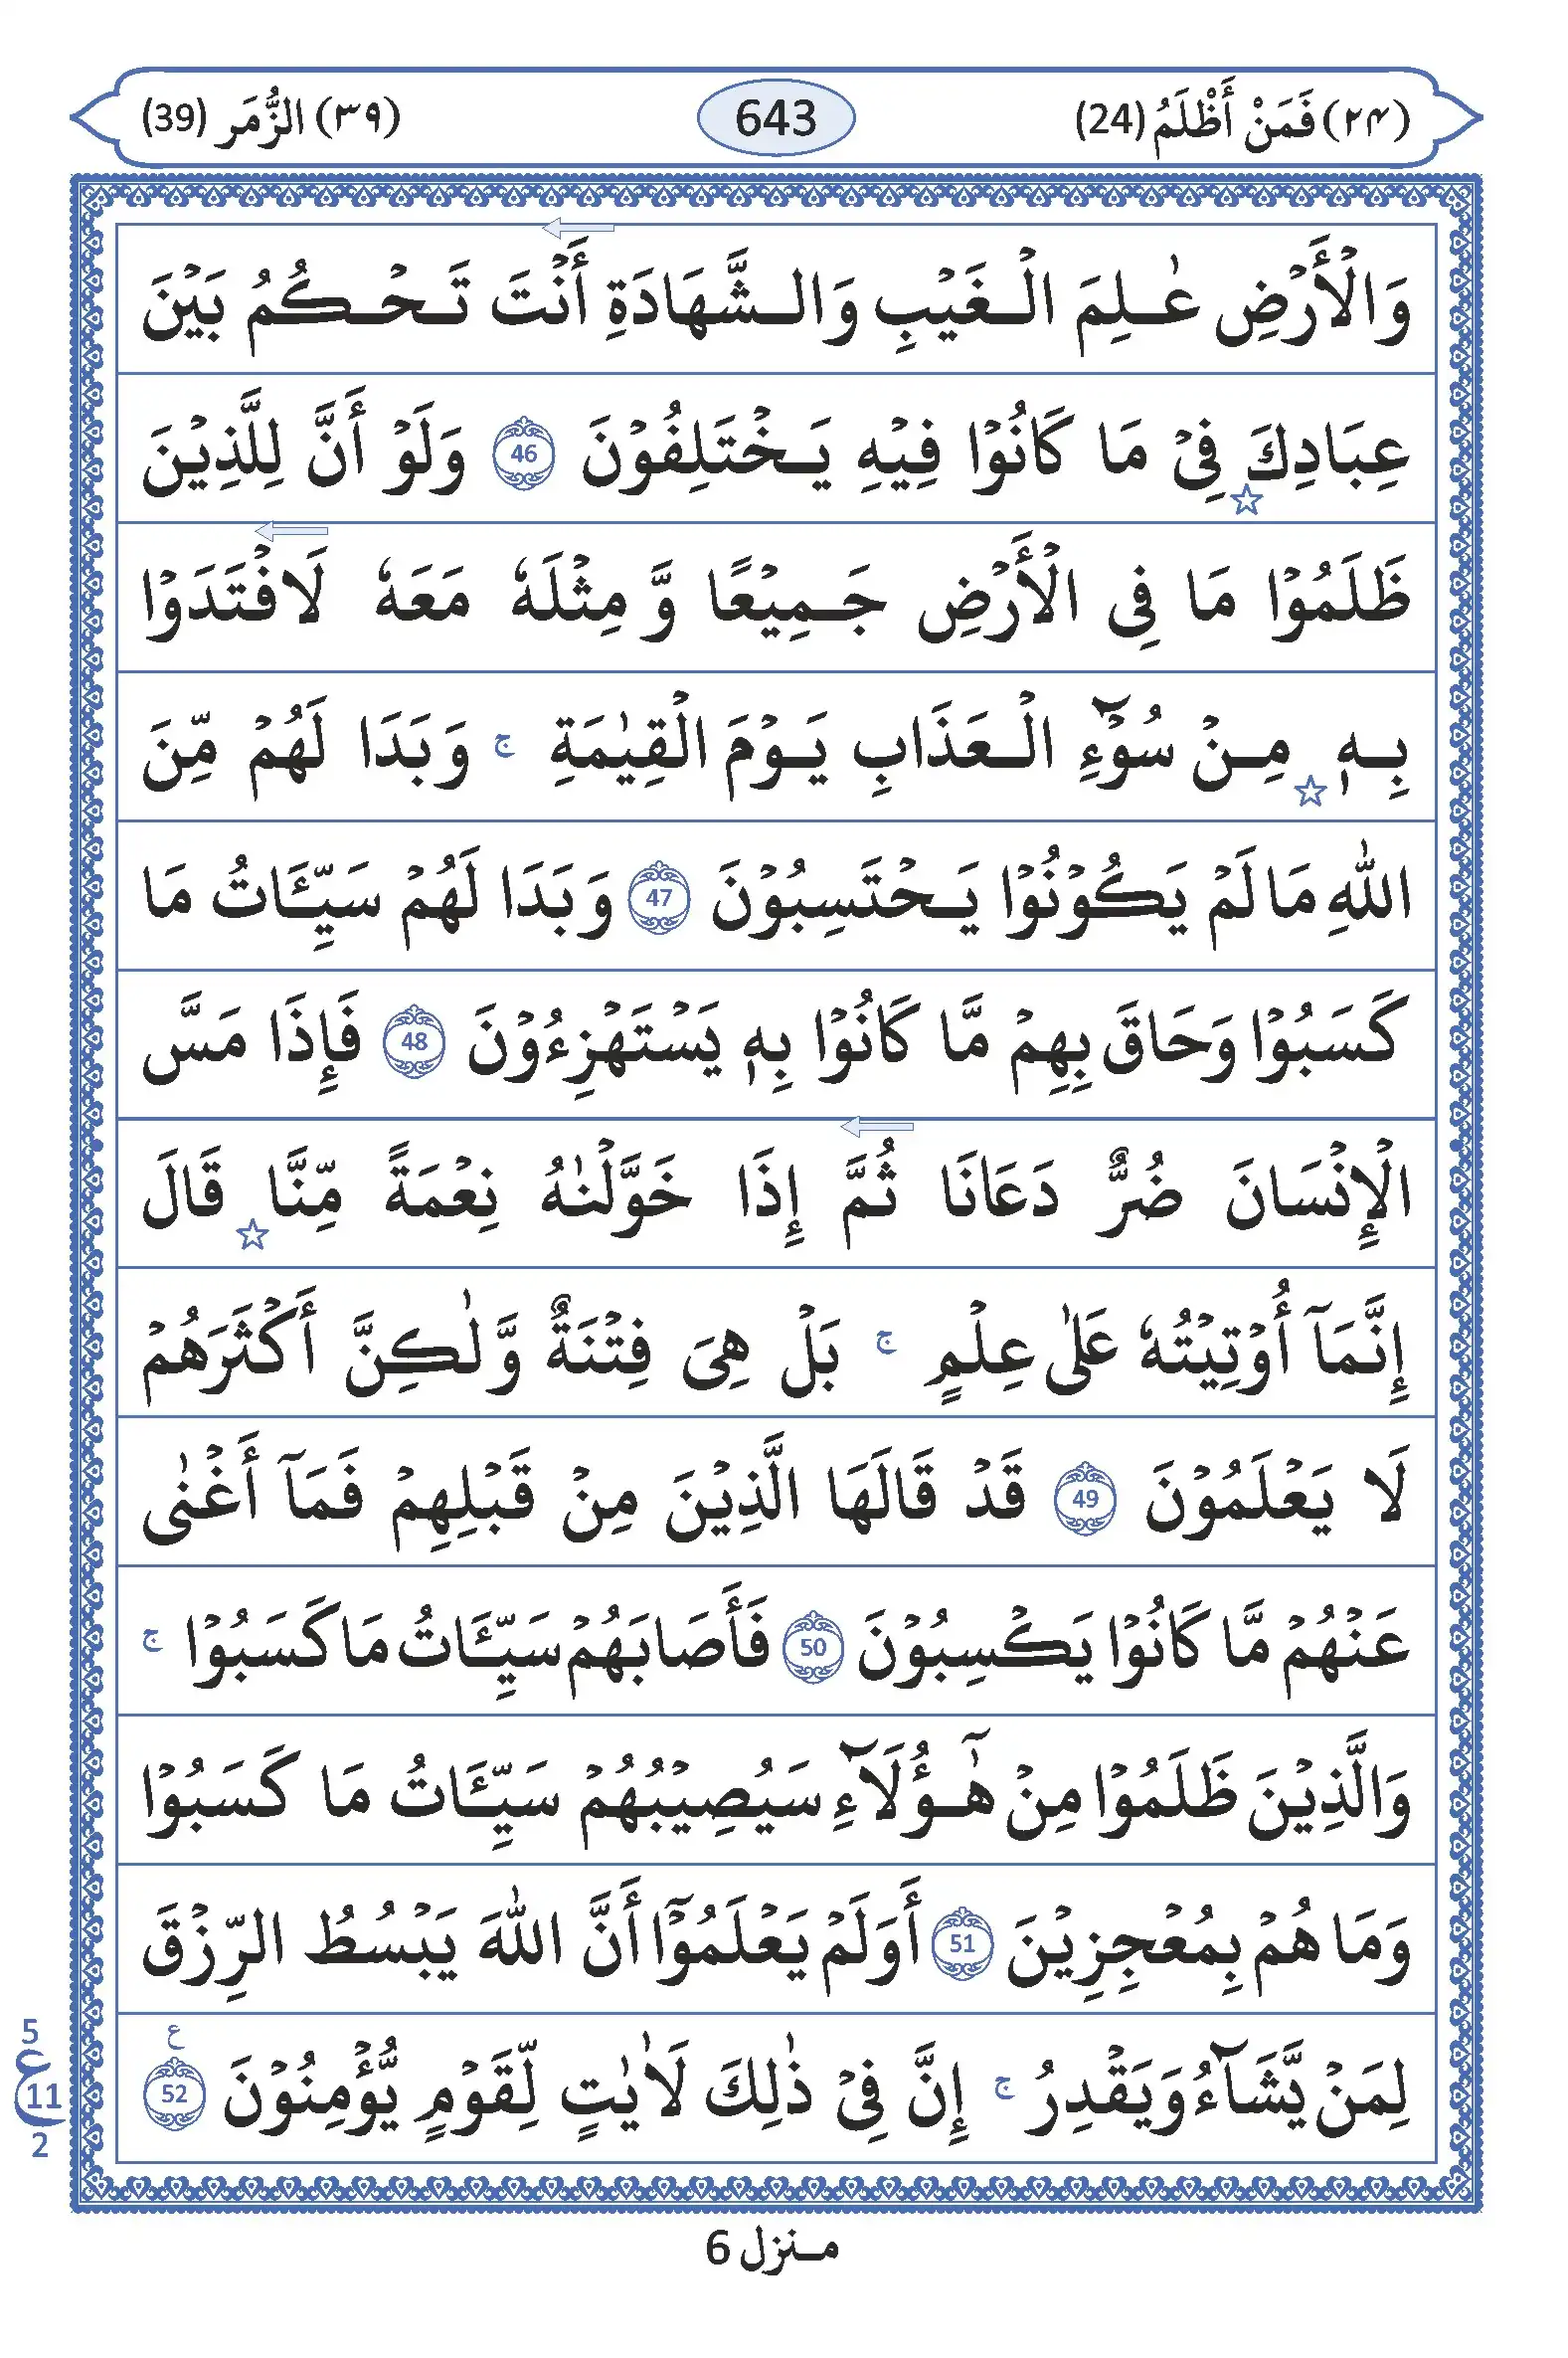 (۲۴) فَمَنْ أَظْلَمُ (24) 643 (۳۹) الزُّمَر (39)
وَالْأَرْضِ عٰلِمَ الْغَيْبِ وَالشَّهَادَةِ أَنْتَ تَحْكُمُ بَيْنَ
عِبَادِكَ ☆ فِىْ مَا كَانُوْا فِيْهِ يَخْتَلِفُوْنَ 46 وَلَوْ أَنَّ لِلَّذِيْنَ
ظَلَمُوْا مَا فِى الْأَرْضِ جَمِيْعًا وَّ مِثْلَهٗ مَعَهٗ لَافْتَدَوْا
بِهٖ ☆ مِنْ سُوْٓءِ الْعَذَابِ يَوْمَ الْقِيٰمَةِ ج وَبَدَا لَهُمْ مِّنَ
اللّٰهِ مَا لَمْ يَكُوْنُوْا يَحْتَسِبُوْنَ 47 وَبَدَا لَهُمْ سَيِّـَٔاتُ مَا
كَسَبُوْا وَحَاقَ بِهِمْ مَّا كَانُوْا بِهٖ يَسْتَهْزِءُوْنَ 48 فَإِذَا مَسَّ
الْإِنْسَانَ ضُرٌّ دَعَانَا ثُمَّ إِذَا خَوَّلْنٰهُ نِعْمَةً مِّنَّا ☆ قَالَ
إِنَّمَآ أُوْتِيْتُهٗ عَلٰى عِلْمٍ ج بَلْ هِىَ فِتْنَةٌ وَّلٰكِنَّ أَكْثَرَهُمْ
لَا يَعْلَمُوْنَ 49 قَدْ قَالَهَا الَّذِيْنَ مِنْ قَبْلِهِمْ فَمَآ أَغْنٰى
عَنْهُمْ مَّا كَانُوْا يَكْسِبُوْنَ 50 فَأَصَابَهُمْ سَيِّـَٔاتُ مَا كَسَبُوْا ج
وَالَّذِيْنَ ظَلَمُوْا مِنْ هٰٓؤُلَآءِ سَيُصِيْبُهُمْ سَيِّـَٔاتُ مَا كَسَبُوْا
وَمَا هُمْ بِمُعْجِزِيْنَ 51 أَوَلَمْ يَعْلَمُوْٓا أَنَّ اللّٰهَ يَبْسُطُ الرِّزْقَ
لِمَنْ يَّشَآءُ وَيَقْدِرُ ج إِنَّ فِىْ ذٰلِكَ لَاٰيٰتٍ لِّقَوْمٍ يُّؤْمِنُوْنَ 52 ع
5
ع 11
2
منزل 6